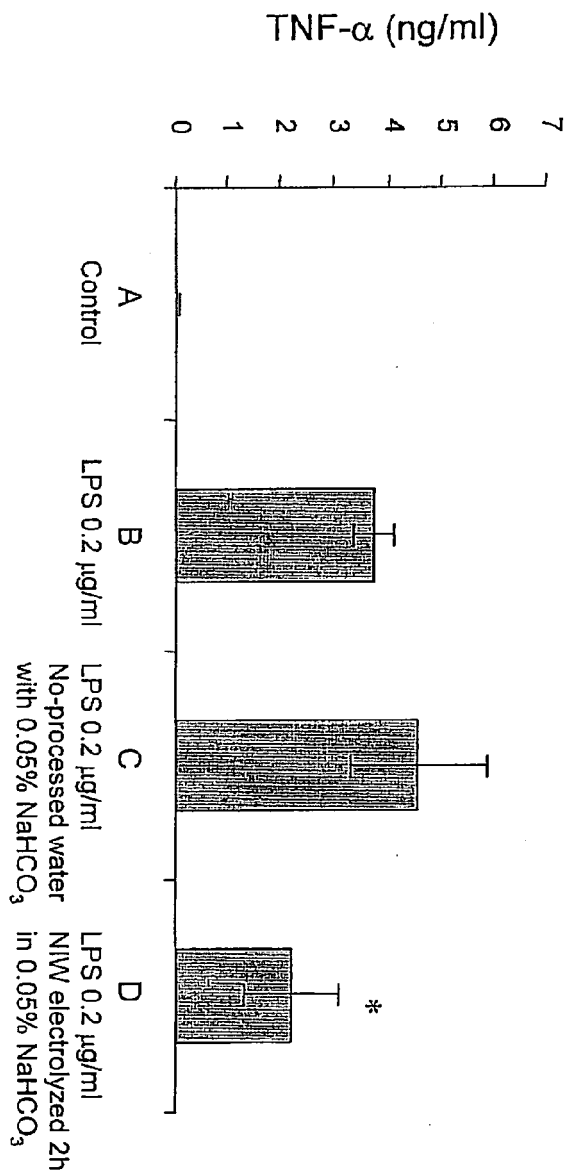 TNF-α (ng/ml)
7
6
5
4
3
2
1
0
A
Control
B
LPS 0.2 μg/ml
C
LPS 0.2 μg/ml
No-processed water
with 0.05% NaHCO₃
D
LPS 0.2 μg/ml
NIW electrolyzed 2h
in 0.05% NaHCO₃
*